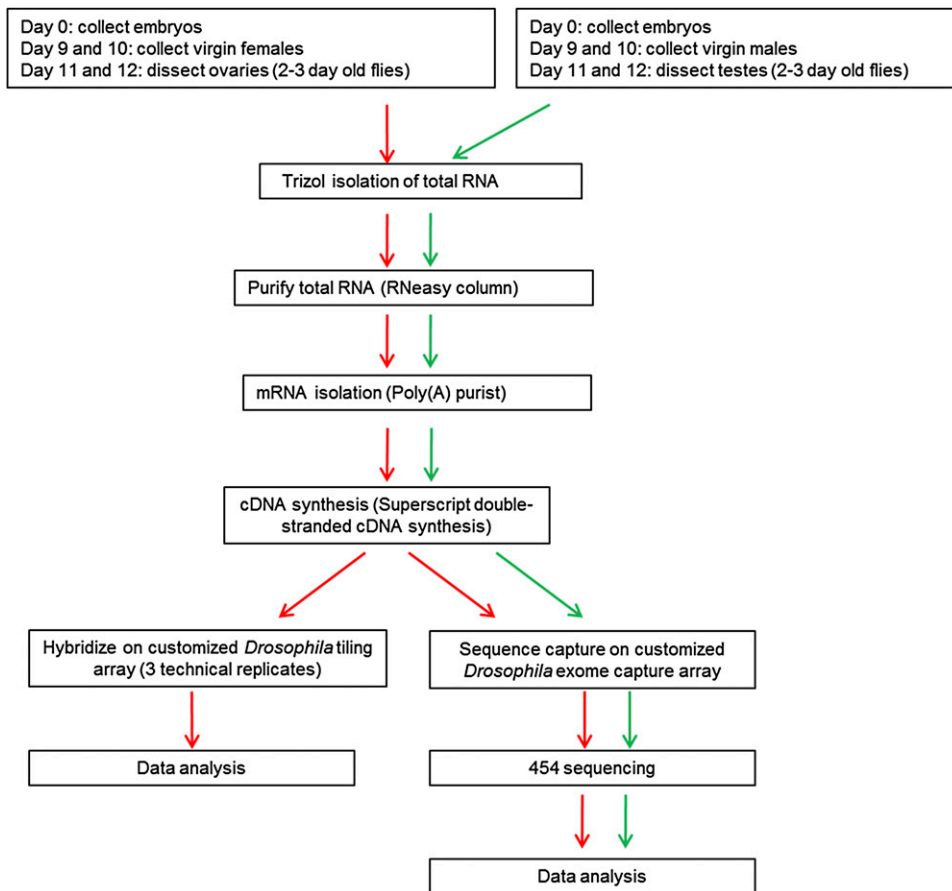 Day 0: collect embryos
Day 9 and 10: collect virgin females
Day 11 and 12: dissect ovaries (2-3 day old flies)
Day 0: collect embryos
Day 9 and 10: collect virgin males
Day 11 and 12: dissect testes (2-3 day old flies)
Trizol isolation of total RNA
Purify total RNA (RNeasy column)
mRNA isolation (Poly(A) purist)
cDNA synthesis (Superscript double-
stranded cDNA synthesis)
Hybridize on customized Drosophila tiling
array (3 technical replicates)
Sequence capture on customized
Drosophila exome capture array
Data analysis
454 sequencing
Data analysis